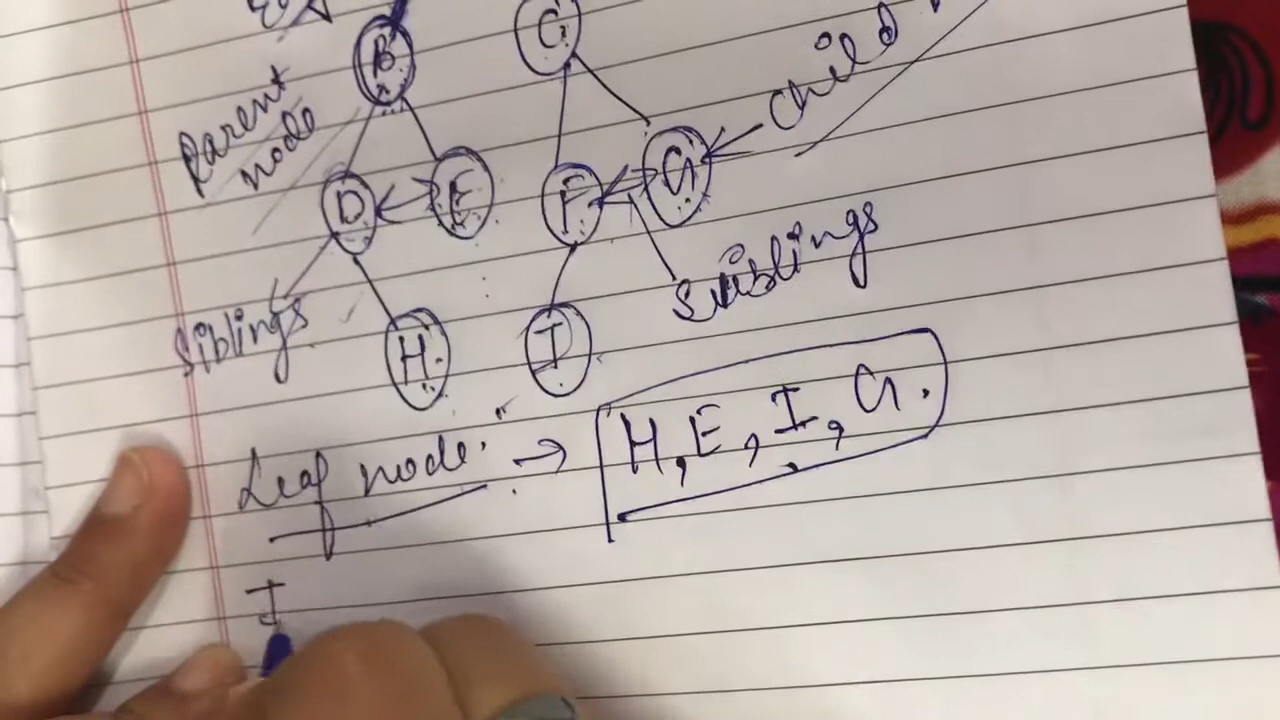 B C
Child
Parent
node
D E F G
Siblings
Siblings
H I
Leaf node: → H, E, I, G.
I